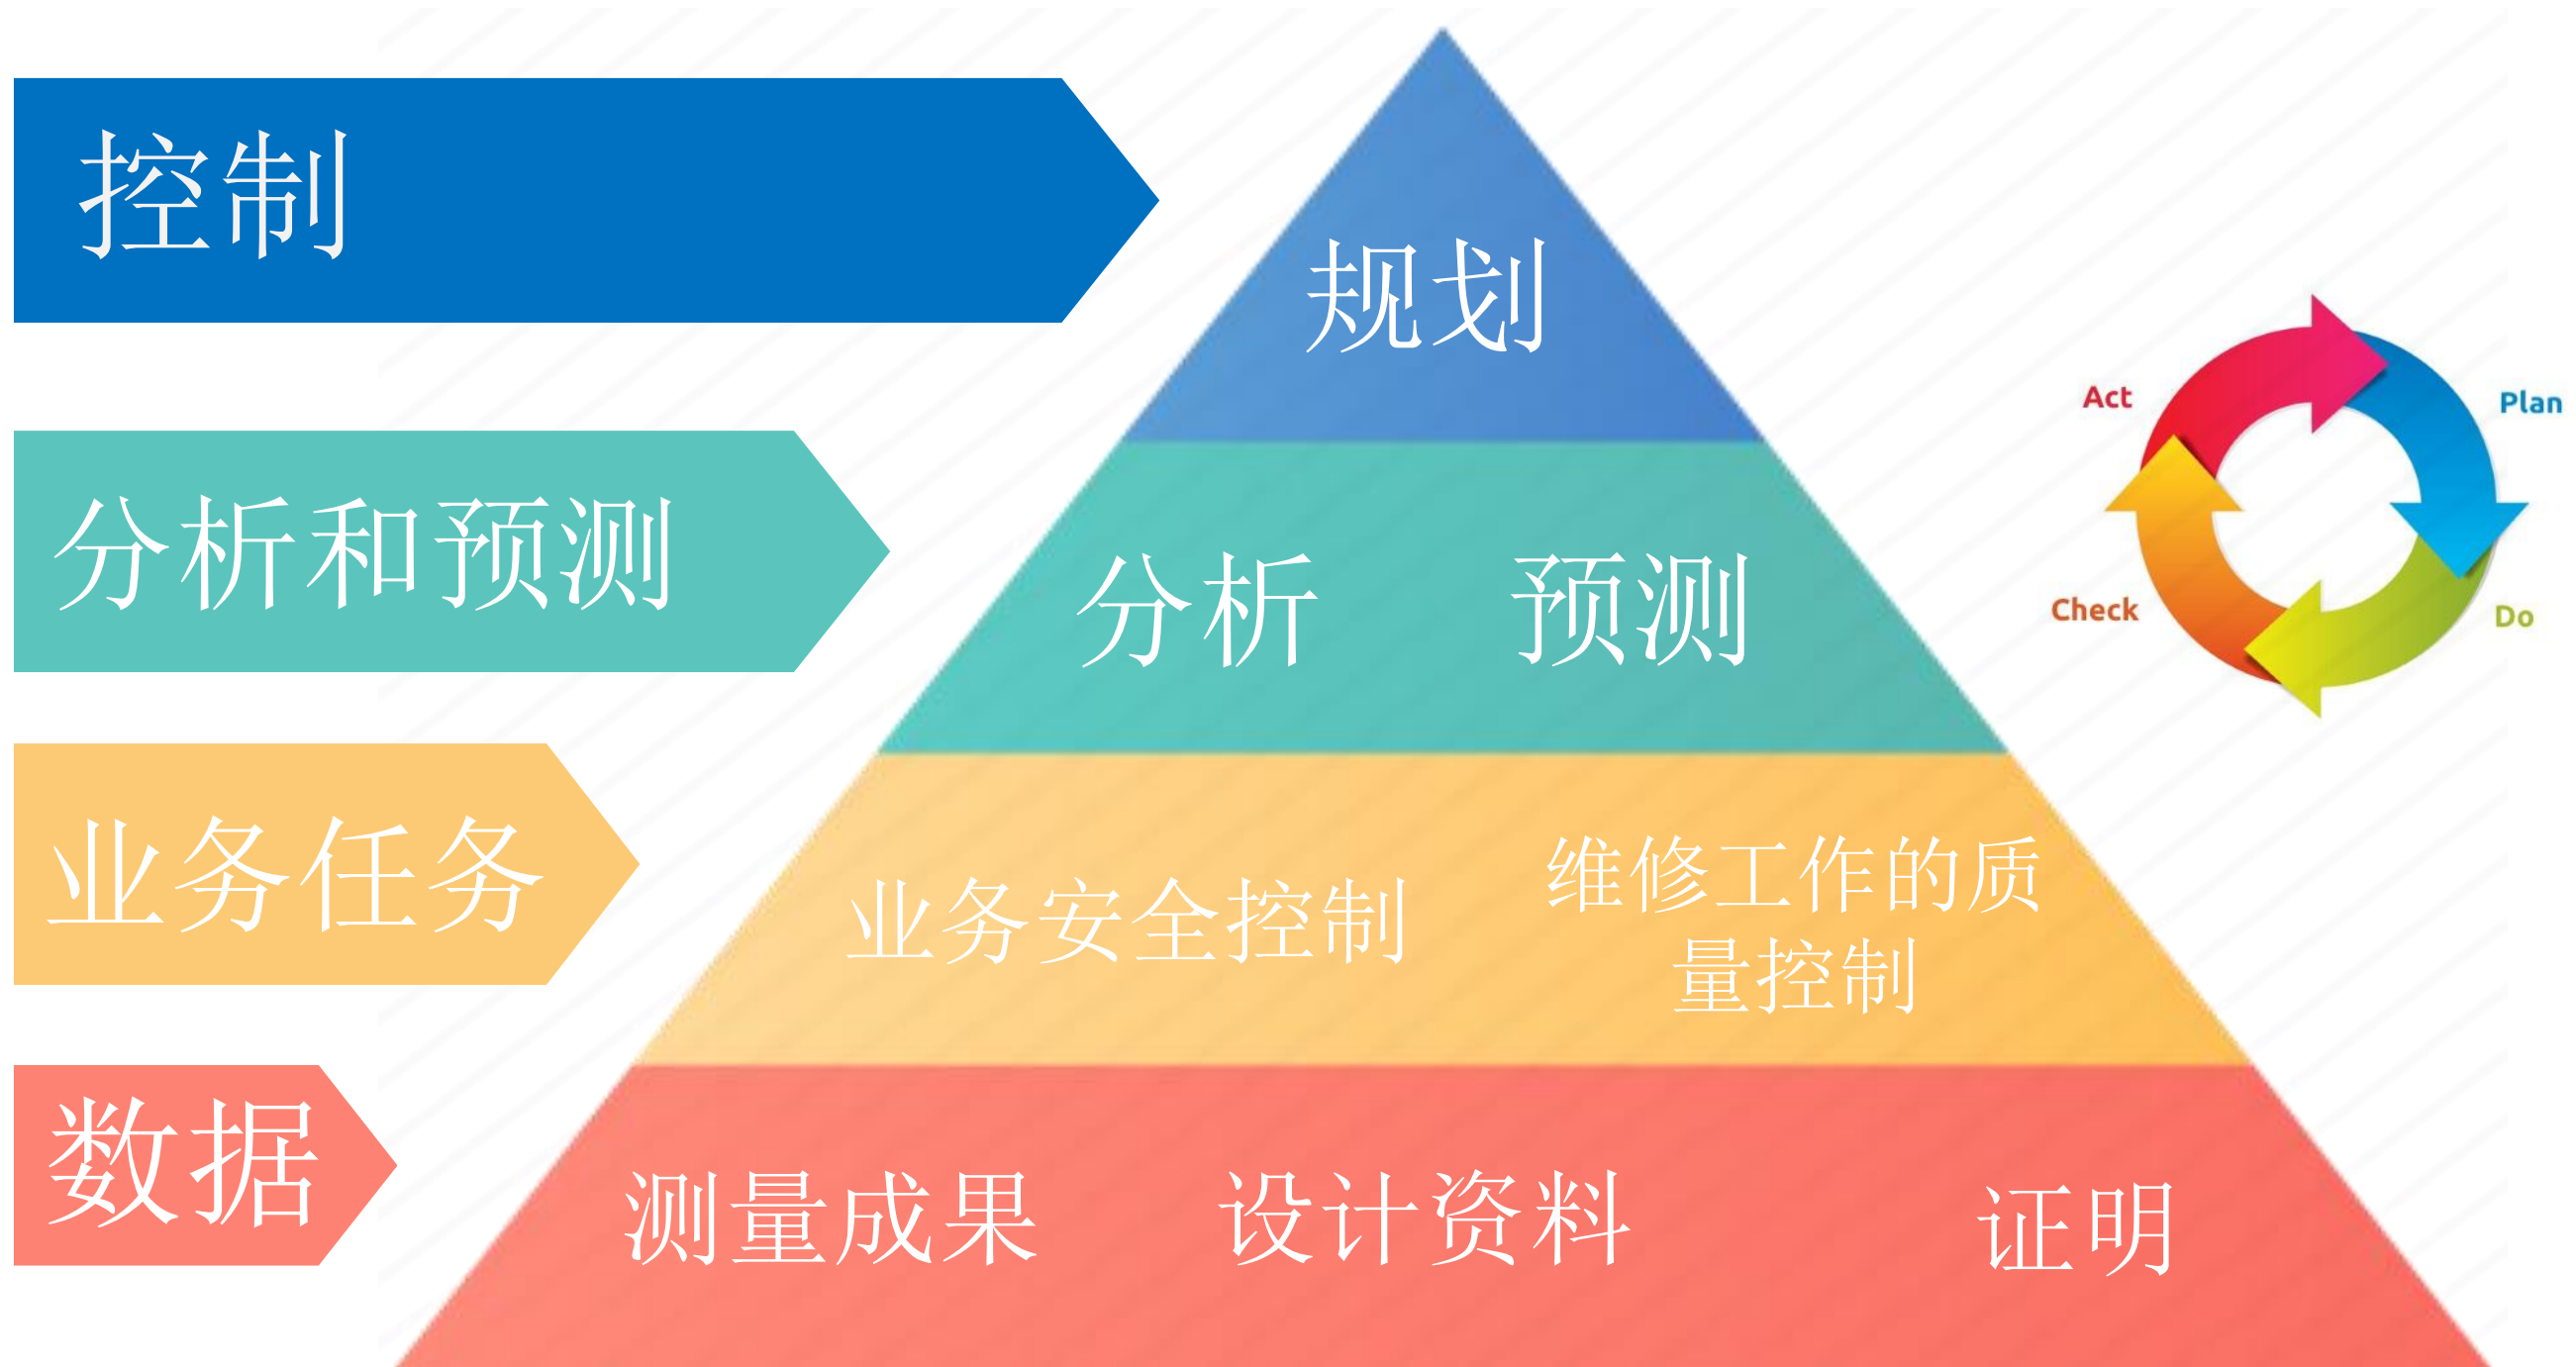 控制
规划
Act
Plan
分析和预测
分析
预测
Check
Do
业务任务
业务安全控制
维修工作的质
量控制
数据
测量成果
设计资料
证明